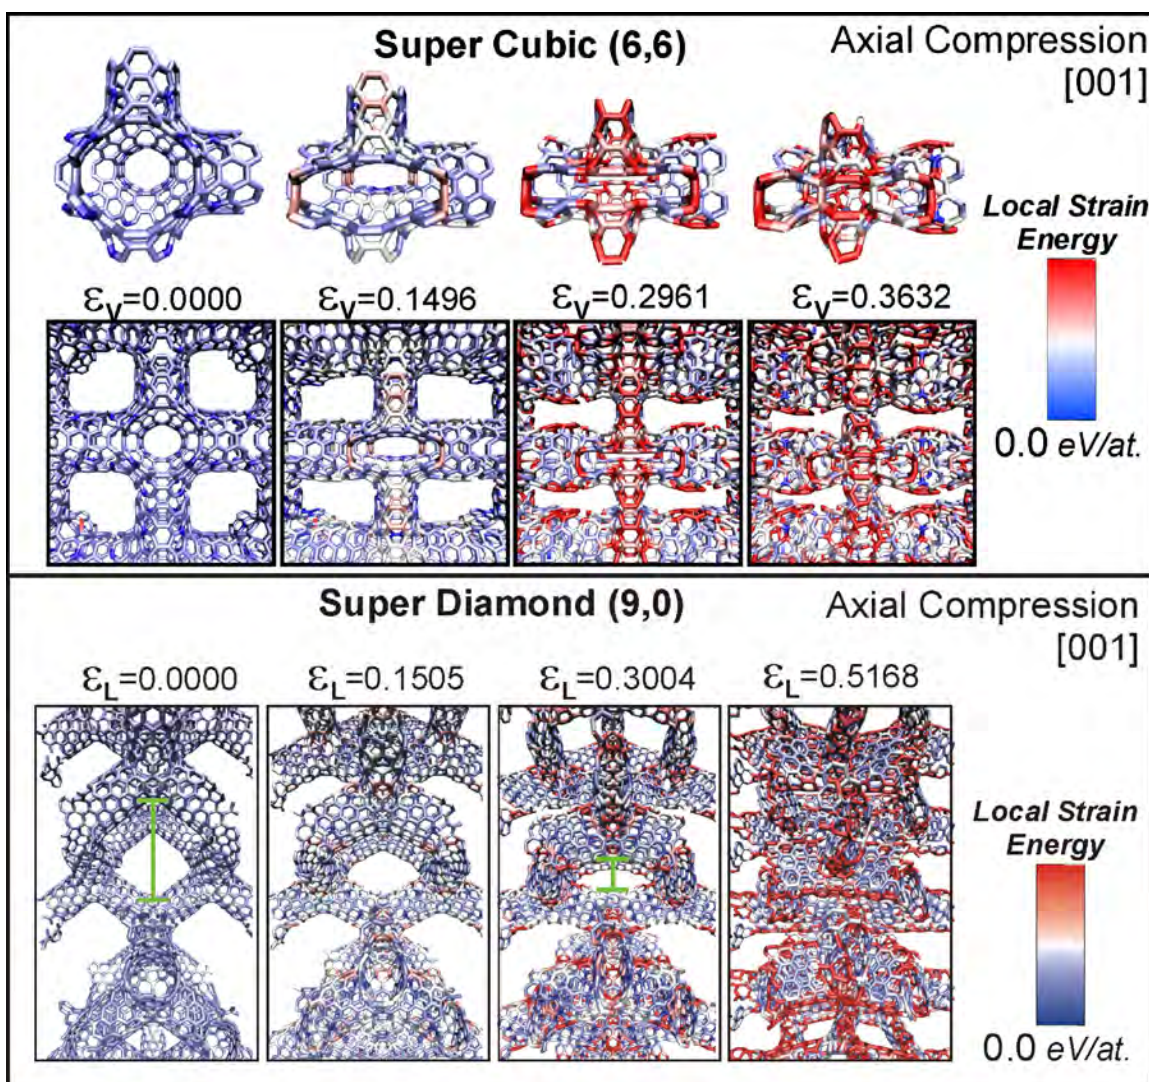 Super Cubic (6,6)
Axial Compression
[001]
Local Strain
Energy
0.0 eV/at.
εV=0.0000
εV=0.1496
εV=0.2961
εV=0.3632
Super Diamond (9,0)
Axial Compression
[001]
εL=0.0000
εL=0.1505
εL=0.3004
εL=0.5168
Local Strain
Energy
0.0 eV/at.